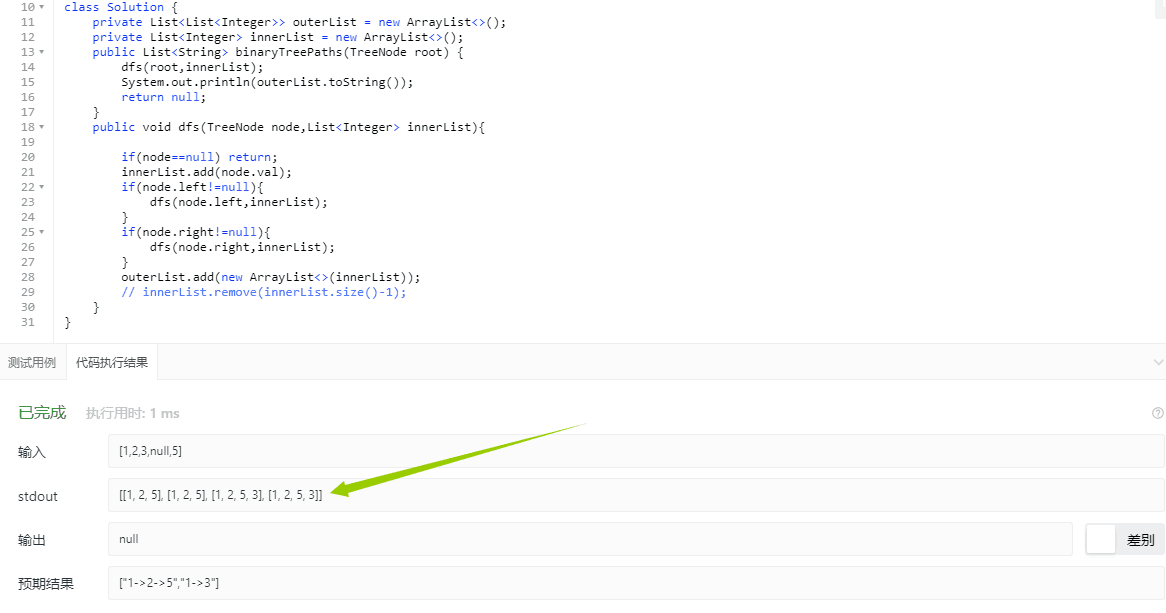 10 class Solution {
11 private List<List<Integer>> outerList = new ArrayList<>();
12 private List<Integer> innerList = new ArrayList<>();
13 public List<String> binaryTreePaths(TreeNode root) {
14 dfs(root,innerList);
15 System.out.println(outerList.toString());
16 return null;
17 }
18 public void dfs(TreeNode node,List<Integer> innerList){
19
20 if(node==null) return;
21 innerList.add(node.val);
22 if(node.left!=null){
23 dfs(node.left,innerList);
24 }
25 if(node.right!=null){
26 dfs(node.right,innerList);
27 }
28 outerList.add(new ArrayList<>(innerList));
29 // innerList.remove(innerList.size()-1);
30 }
31 }
测试用例 代码执行结果
已完成 执行用时: 1 ms
输入 [1,2,3,null,5]
stdout [[1, 2, 5], [1, 2, 5], [1, 2, 5, 3], [1, 2, 5, 3]]
输出 null 差别
预期结果 ["1->2->5","1->3"]